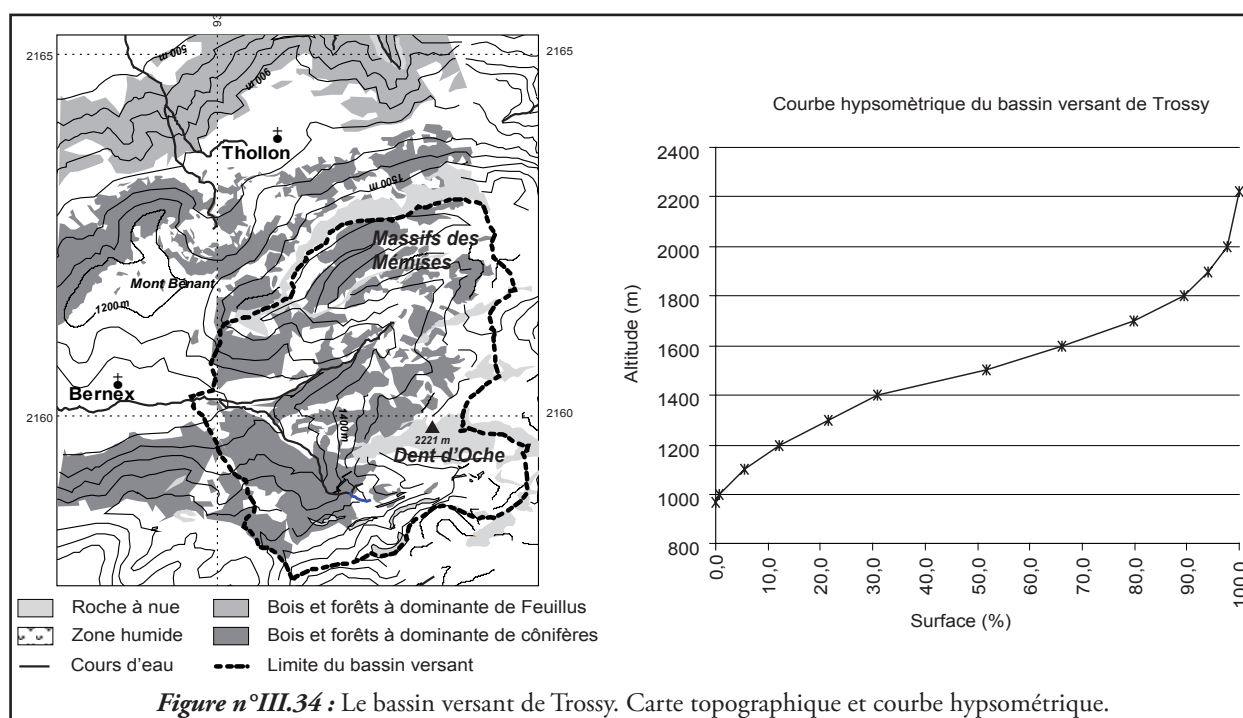 93
2165
2165
500 m
900 m
Thollon
1500 m
Massifs des
Mémises
Mont Bénant
1200 m
Bernex
2160
2160
1400 m
2221 m
Dent d'Oche
Roche à nue
Bois et forêts à dominante de Feuillus
Zone humide
Bois et forêts à dominante de cônifères
Cours d'eau
Limite du bassin versant
Courbe hypsomètrique du bassin versant de Trossy
Altitude (m)
2400
2200
2000
1800
1600
1400
1200
1000
800
0,0
10,0
20,0
30,0
40,0
50,0
60,0
70,0
80,0
90,0
100,0
Surface (%)
Figure n°III.34 : Le bassin versant de Trossy. Carte topographique et courbe hypsométrique.